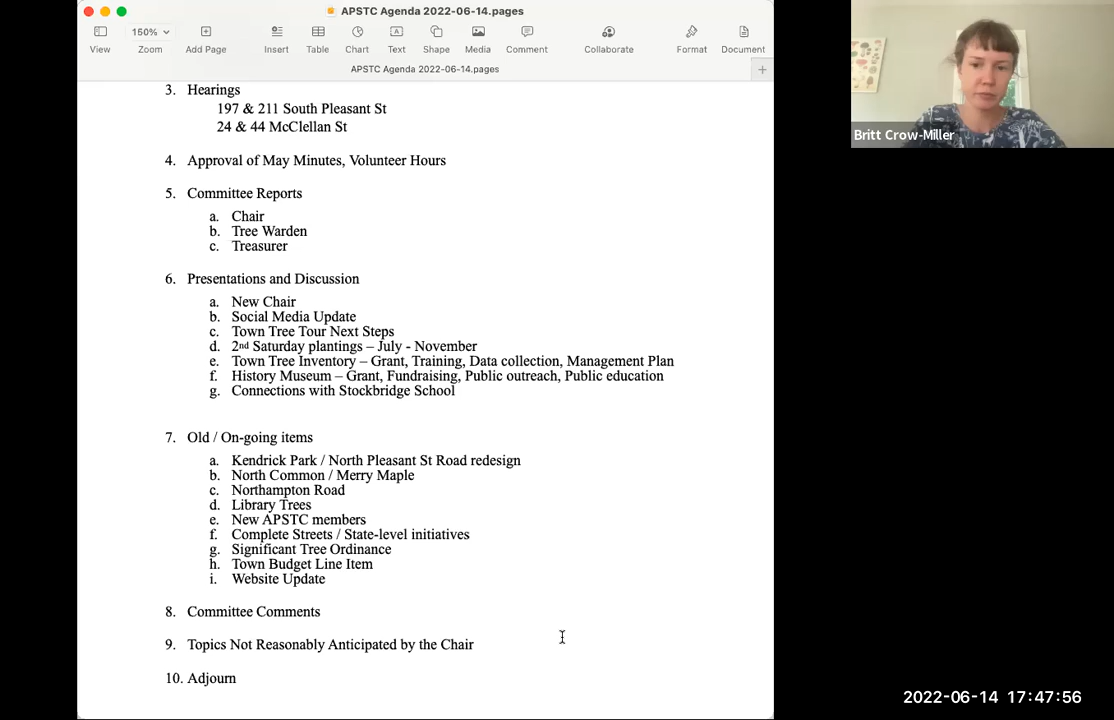 APSTC Agenda 2022-06-14.pages
150%
View Zoom Add Page Insert Table Chart Text Shape Media Comment Collaborate Format Document
APSTC Agenda 2022-06-14.pages
3. Hearings
197 & 211 South Pleasant St
24 & 44 McClellan St
4. Approval of May Minutes, Volunteer Hours
5. Committee Reports
a. Chair
b. Tree Warden
c. Treasurer
6. Presentations and Discussion
a. New Chair
b. Social Media Update
c. Town Tree Tour Next Steps
d. 2nd Saturday plantings – July - November
e. Town Tree Inventory – Grant, Training, Data collection, Management Plan
f. History Museum – Grant, Fundraising, Public outreach, Public education
g. Connections with Stockbridge School
7. Old / On-going items
a. Kendrick Park / North Pleasant St Road redesign
b. North Common / Merry Maple
c. Northampton Road
d. Library Trees
e. New APSTC members
f. Complete Streets / State-level initiatives
g. Significant Tree Ordinance
h. Town Budget Line Item
i. Website Update
8. Committee Comments
9. Topics Not Reasonably Anticipated by the Chair
10. Adjourn
Britt Crow-Miller
2022-06-14 17:47:56